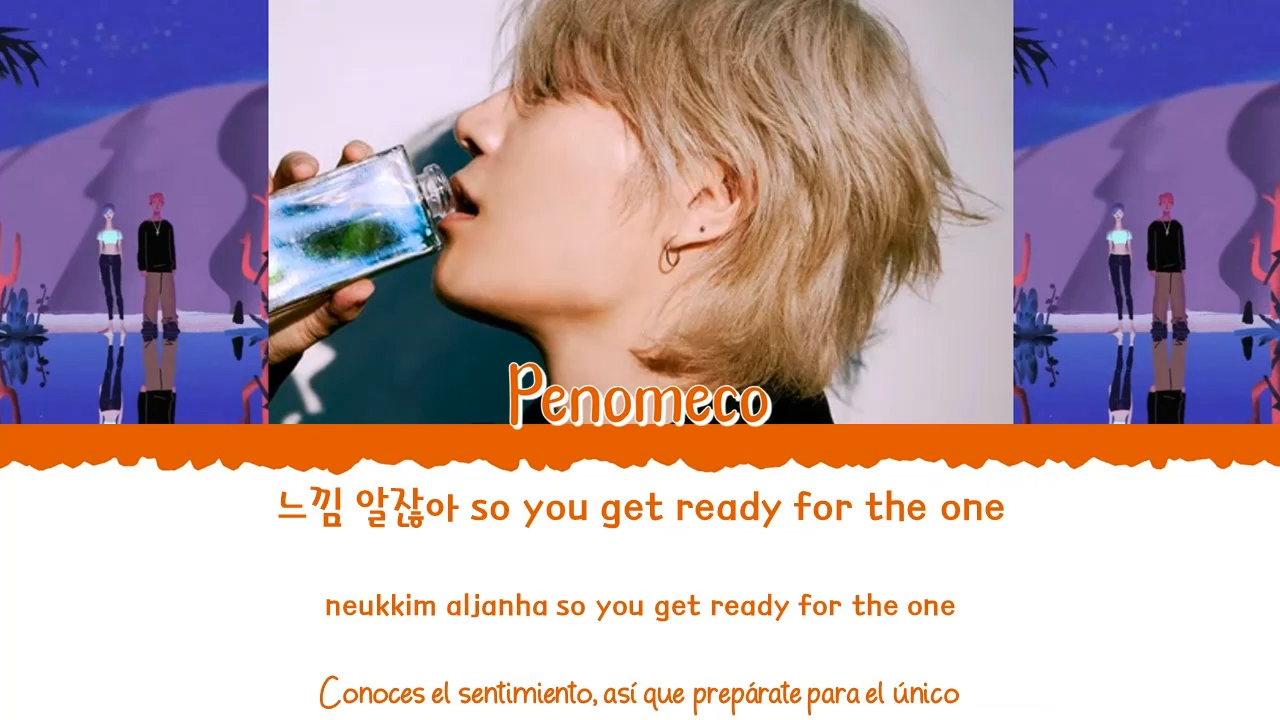 Penomeco
느낌 알잖아 so you get ready for the one
neukkim aljanha so you get ready for the one
Conoces el sentimiento, así que prepárate para el único